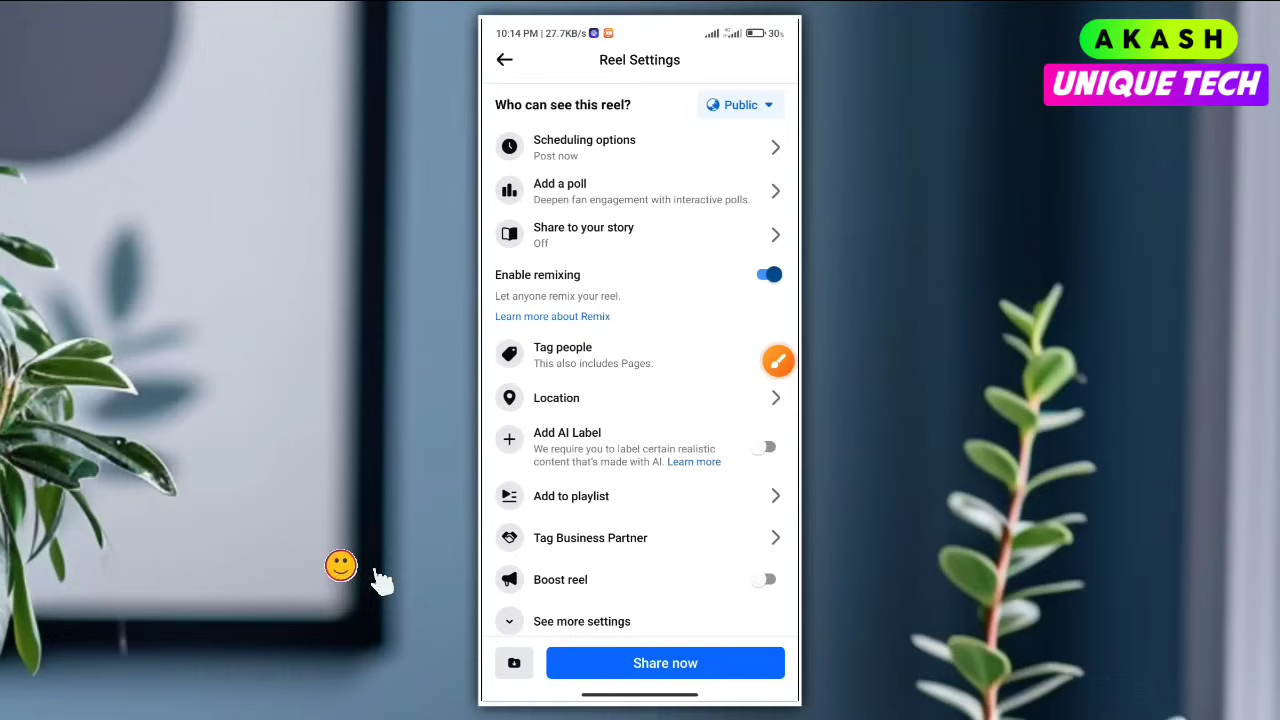 AKASH
UNIQUE TECH
10:14 PM | 27.7KB/s
30%
Reel Settings
Who can see this reel?
Public
Scheduling options
Post now
Add a poll
Deepen fan engagement with interactive polls.
Share to your story
Off
Enable remixing
Let anyone remix your reel.
Learn more about Remix
Tag people
This also includes Pages.
Location
Add AI Label
We require you to label certain realistic
content that's made with AI. Learn more
Add to playlist
Tag Business Partner
Boost reel
See more settings
Share now